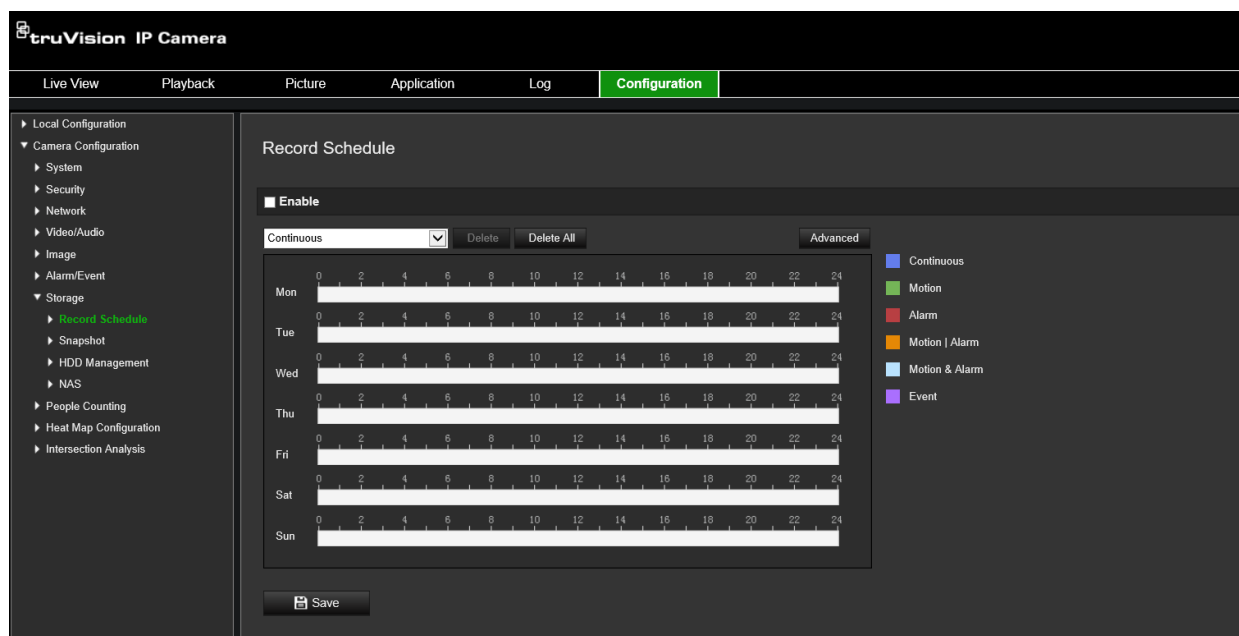 truVision IP Camera
Live View Playback Picture Application Log Configuration
Local Configuration
Camera Configuration
System
Security
Network
Video/Audio
Image
Alarm/Event
Storage
Record Schedule
Snapshot
HDD Management
NAS
People Counting
Heat Map Configuration
Intersection Analysis
Record Schedule
Enable
Continuous Delete Delete All Advanced
0 2 4 6 8 10 12 14 16 18 20 22 24
Mon
0 2 4 6 8 10 12 14 16 18 20 22 24
Tue
0 2 4 6 8 10 12 14 16 18 20 22 24
Wed
0 2 4 6 8 10 12 14 16 18 20 22 24
Thu
0 2 4 6 8 10 12 14 16 18 20 22 24
Fri
0 2 4 6 8 10 12 14 16 18 20 22 24
Sat
0 2 4 6 8 10 12 14 16 18 20 22 24
Sun
Continuous
Motion
Alarm
Motion | Alarm
Motion & Alarm
Event
Save